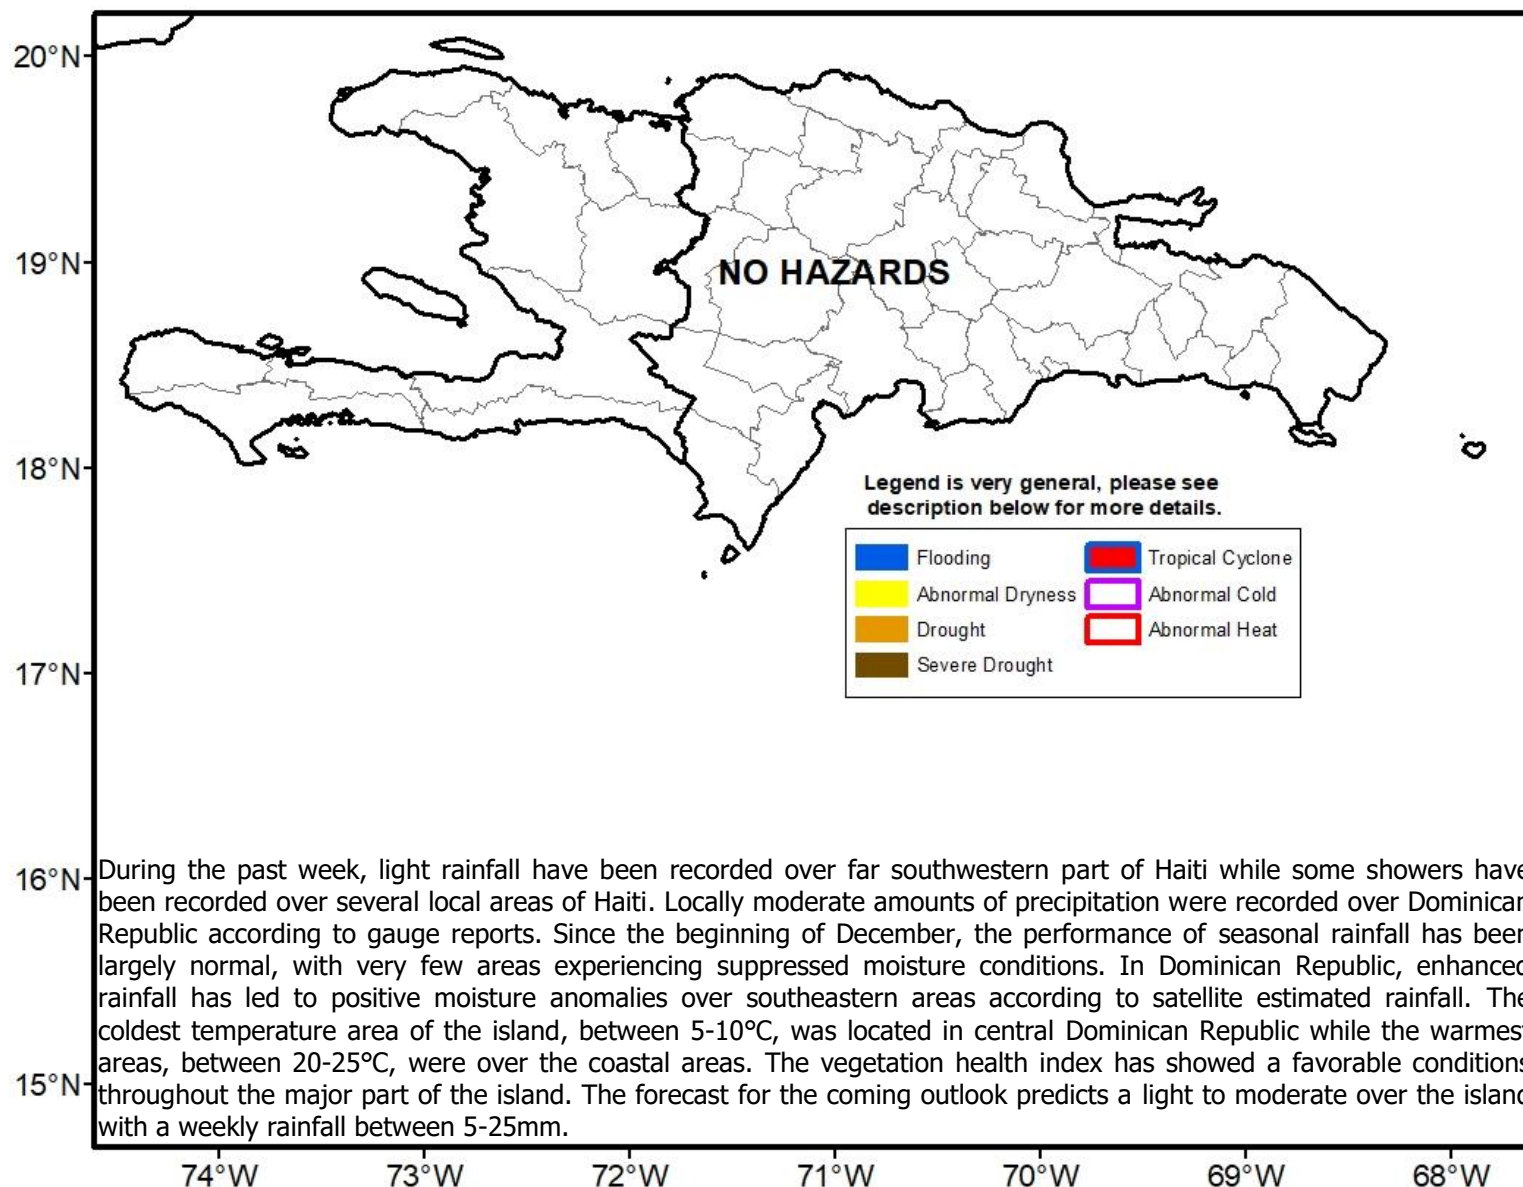 20°N
19°N
18°N
17°N
16°N
15°N
NO HAZARDS
Legend is very general, please see
description below for more details.
Flooding
Tropical Cyclone
Abnormal Dryness
Abnormal Cold
Drought
Abnormal Heat
Severe Drought
During the past week, light rainfall have been recorded over far southwestern part of Haiti while some showers have
been recorded over several local areas of Haiti. Locally moderate amounts of precipitation were recorded over Dominican
Republic according to gauge reports. Since the beginning of December, the performance of seasonal rainfall has been
largely normal, with very few areas experiencing suppressed moisture conditions. In Dominican Republic, enhanced
rainfall has led to positive moisture anomalies over southeastern areas according to satellite estimated rainfall. The
coldest temperature area of the island, between 5-10°C, was located in central Dominican Republic while the warmest
areas, between 20-25°C, were over the coastal areas. The vegetation health index has showed a favorable conditions
throughout the major part of the island. The forecast for the coming outlook predicts a light to moderate over the island
with a weekly rainfall between 5-25mm.
74°W
73°W
72°W
71°W
70°W
69°W
68°W